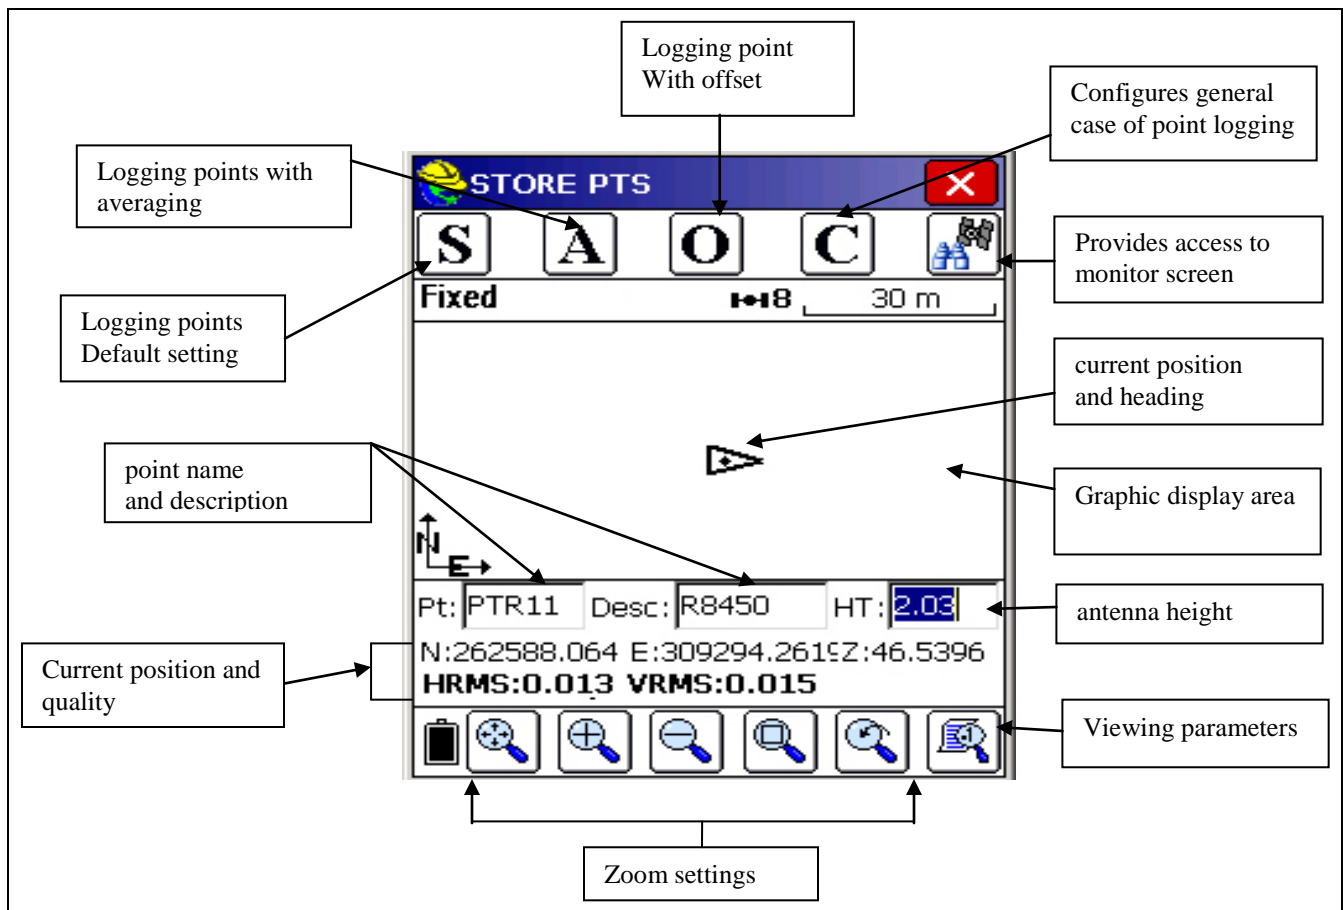 Logging point
With offset
Configures general
case of point logging
Logging points with
averaging
STORE PTS
S A O C
Provides access to
monitor screen
Fixed 8 30 m
Logging points
Default setting
current position
and heading
point name
and description
Graphic display area
N
E
Pt: PTR11 Desc: R8450 HT: 2.03
antenna height
N:262588.064 E:309294.2619 Z:46.5396
HRMS:0.013 VRMS:0.015
Current position and
quality
Viewing parameters
Zoom settings